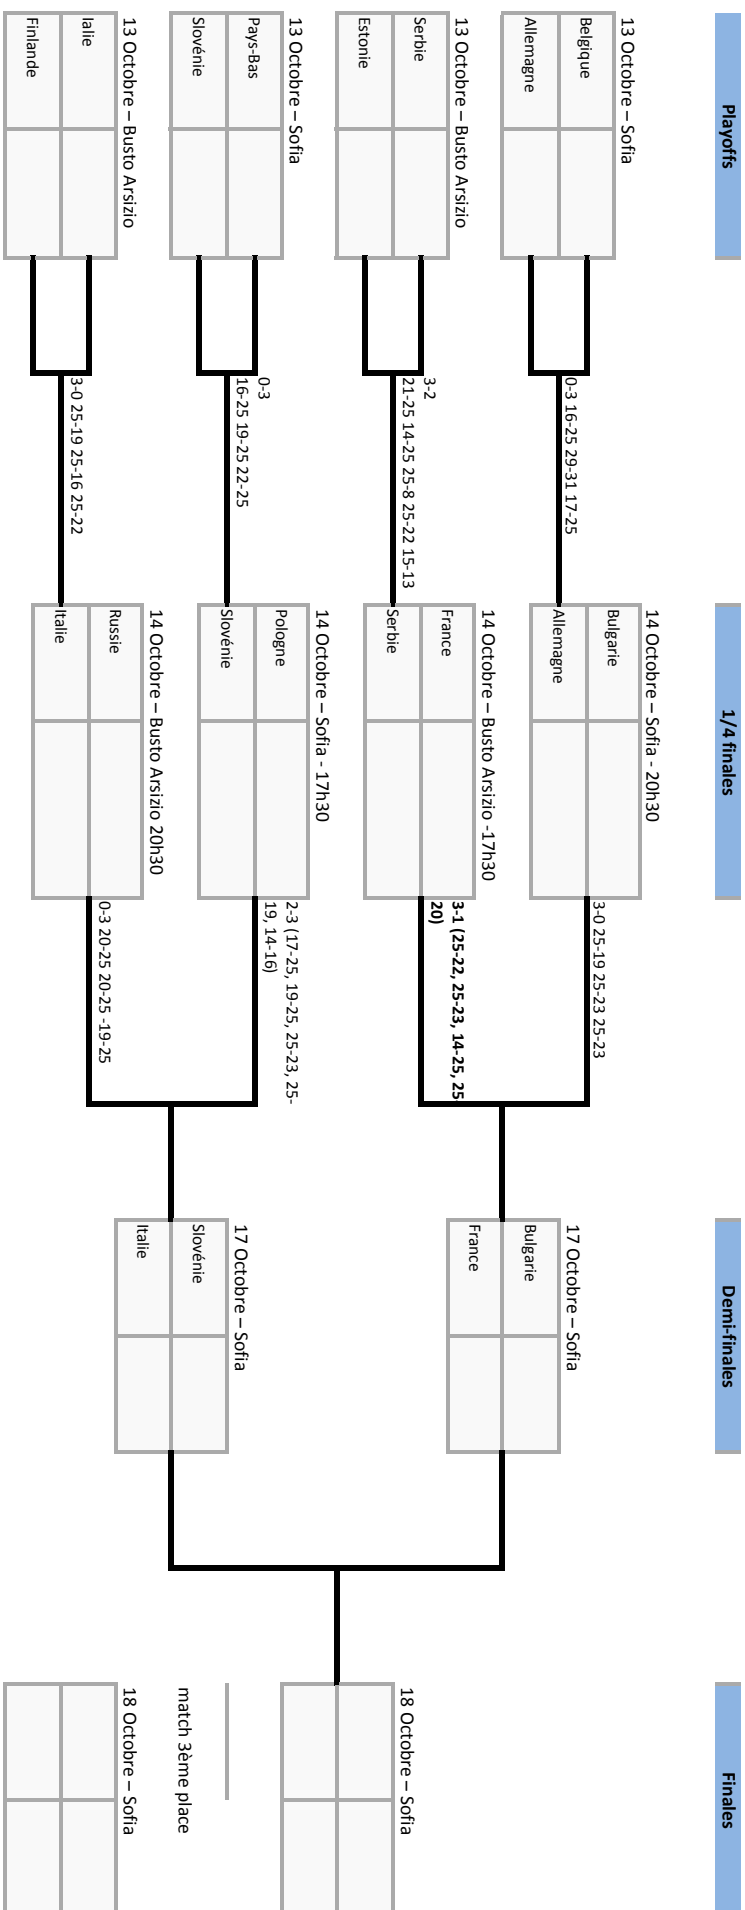 Playoffs
1/4 finales
Demi-finales
Finales
13 Octobre – Sofia
Belgique
Allemagne
0-3 16-25 29-31 17-25
13 Octobre – Busto Arsizio
Serbie
Estonie
3-2
21-25 14-25 25-8 25-22 15-13
13 Octobre – Sofia
Pays-Bas
Slovénie
0-3
16-25 19-25 22-25
13 Octobre – Busto Arsizio
Ialie
Finlande
3-0 25-19 25-16 25-22
14 Octobre – Sofia - 20h30
Bulgarie
Allemagne
3-0 25-19 25-23 25-23
14 Octobre – Busto Arsizio -17h30
France
Serbie
3-1 (25-22, 25-23, 14-25, 25-
20)
14 Octobre – Sofia - 17h30
Pologne
Slovénie
2-3 (17-25, 19-25, 25-23, 25-
19, 14-16)
14 Octobre – Busto Arsizio 20h30
Russie
Italie
0-3 20-25 20-25 -19-25
17 Octobre – Sofia
Bulgarie
France
17 Octobre – Sofia
Slovénie
Italie
18 Octobre – Sofia
match 3ème place
18 Octobre – Sofia